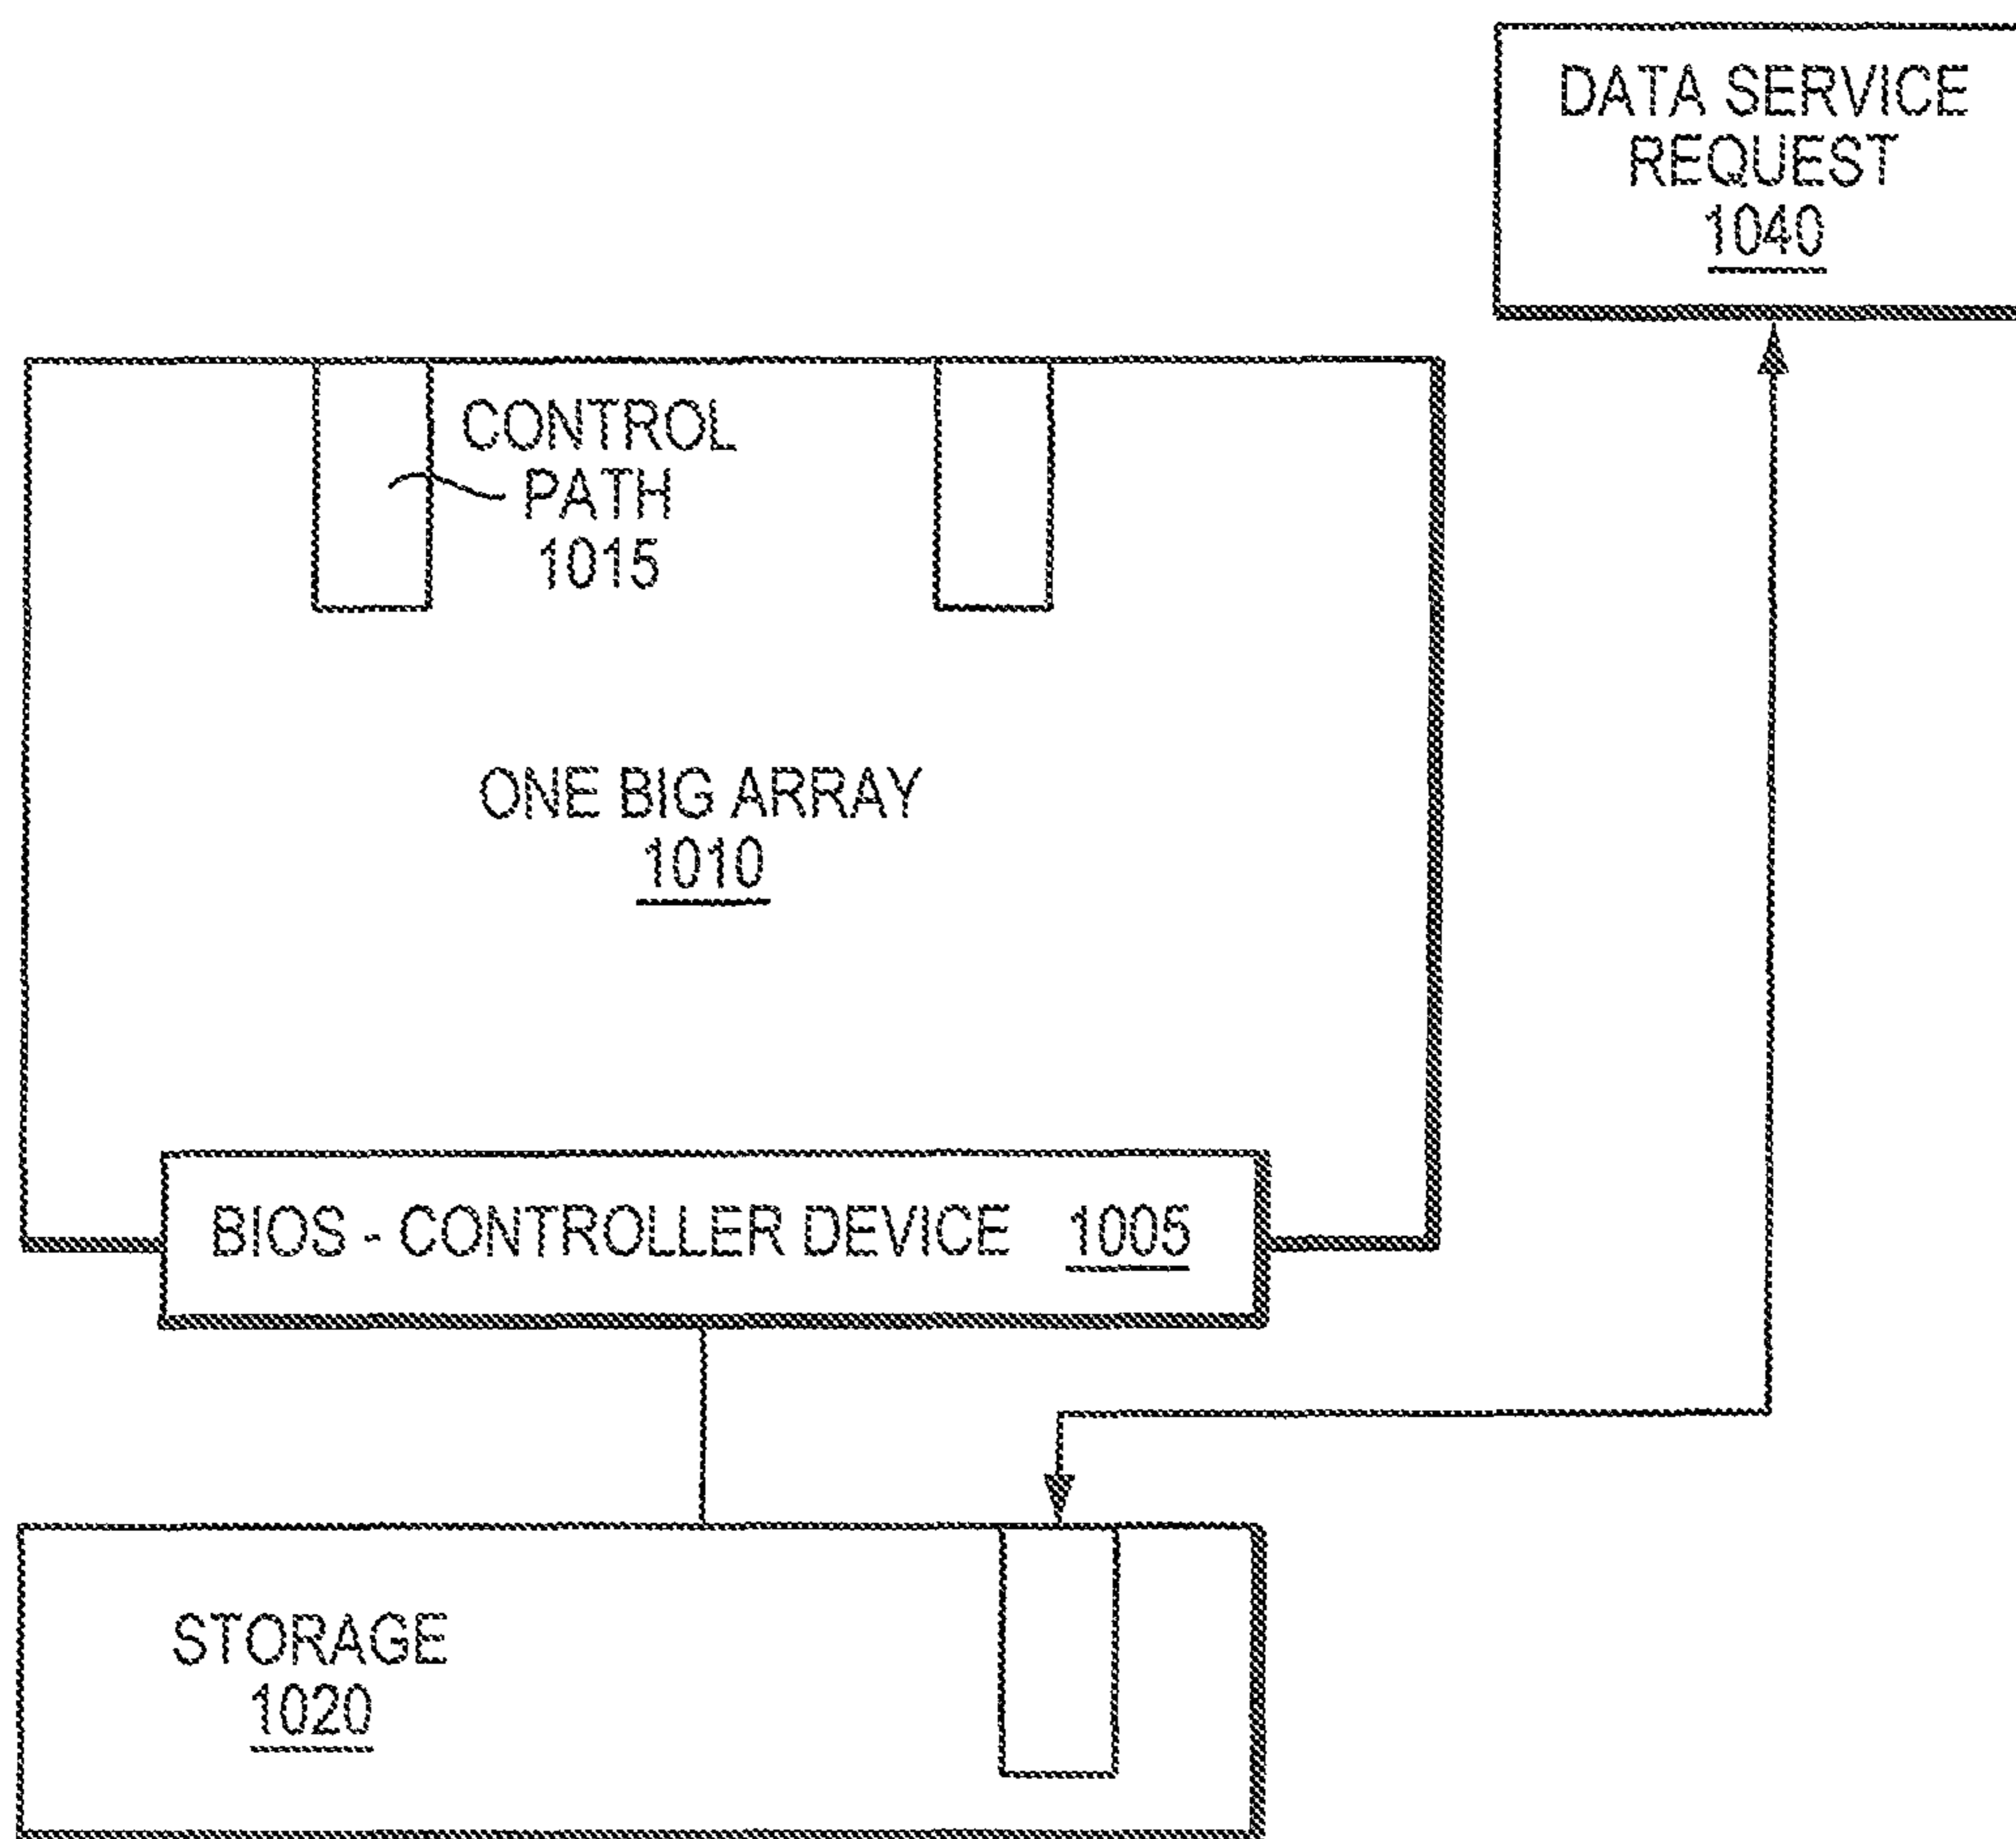 DATA SERVICE
REQUEST
1040
CONTROL
PATH
1015
ONE BIG ARRAY
1010
BIOS - CONTROLLER DEVICE 1005
STORAGE
1020